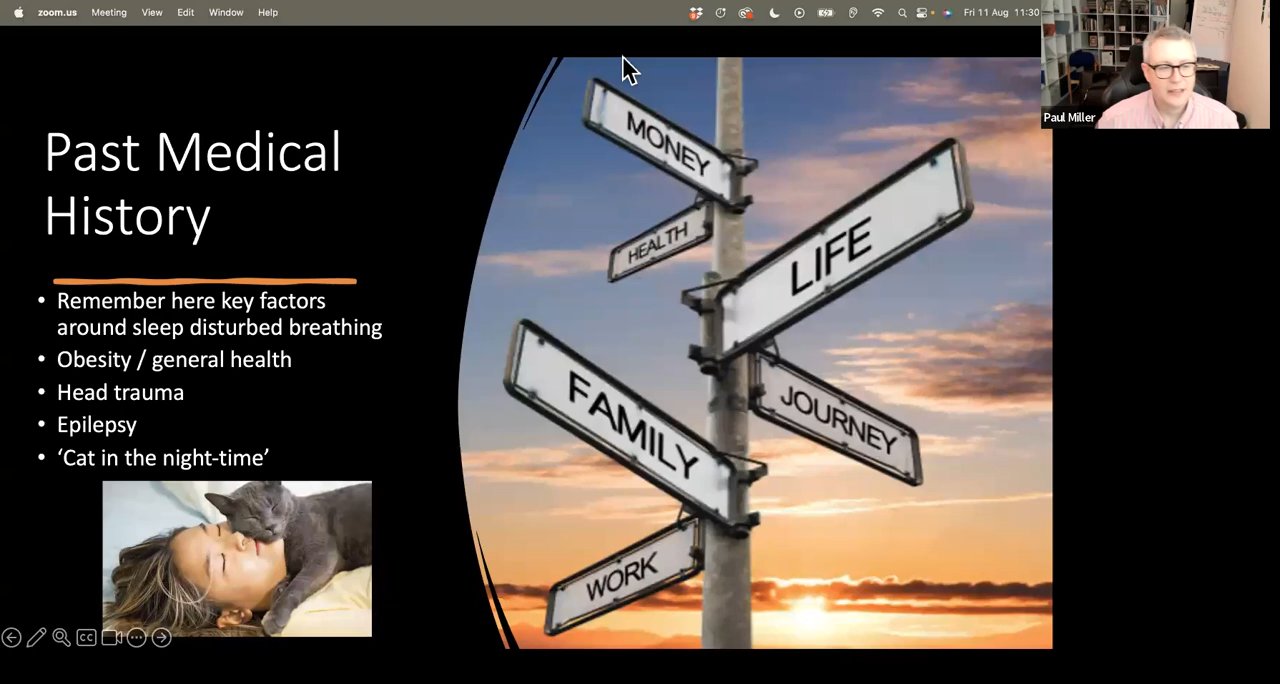 zoom.us Meeting View Edit Window Help
Fri 11 Aug 11:30
Paul Miller
Past Medical
History
• Remember here key factors
around sleep disturbed breathing
• Obesity / general health
• Head trauma
• Epilepsy
• ‘Cat in the night-time’
MONEY
HEALTH
LIFE
FAMILY
JOURNEY
WORK
CC